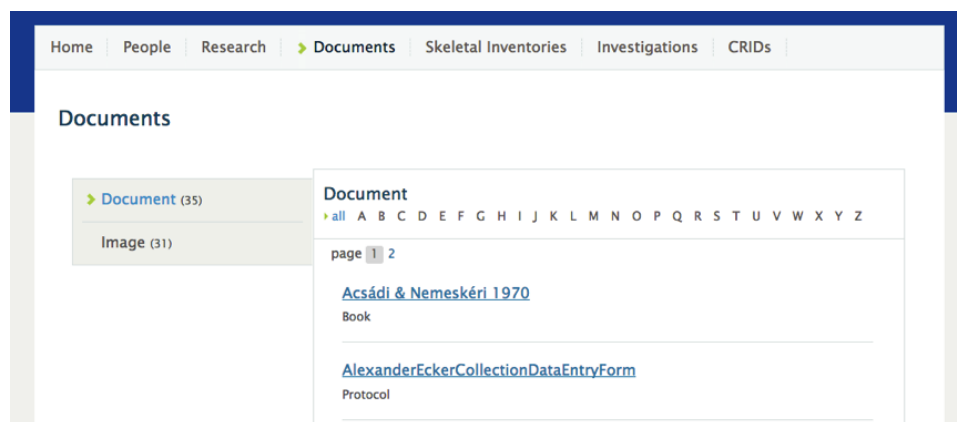 Home People Research Documents Skeletal Inventories Investigations CRIDs
Documents
Document (35)
Image (31)
Document
all A B C D E F G H I J K L M N O P Q R S T U V W X Y Z
page 1 2
Acsádi & Nemeskéri 1970
Book
AlexanderEckerCollectionDataEntryForm
Protocol